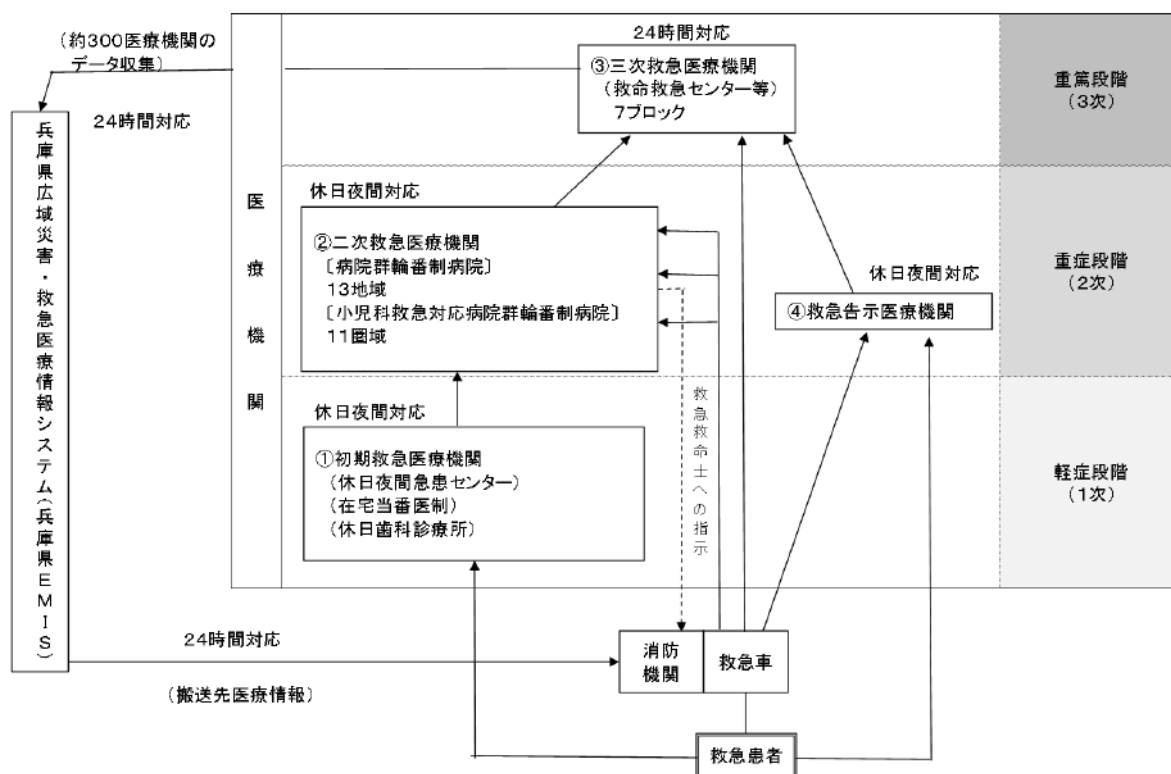 (約300医療機関の
データ収集)
24時間対応
兵庫県広域災害・救急医療情報システム(兵庫県EMIS)
医療機関
24時間対応
③三次救急医療機関
(救命救急センター等)
7ブロック
重篤段階
(3次)
休日夜間対応
②二次救急医療機関
〔病院群輪番制病院〕
13地域
〔小児科救急対応病院群輪番制病院〕
11圏域
休日夜間対応
④救急告示医療機関
重症段階
(2次)
休日夜間対応
①初期救急医療機関
(休日夜間急患センター)
(在宅当番医制)
(休日歯科診療所)
救急救命士への指示
軽症段階
(1次)
24時間対応
(搬送先医療情報)
消防
機関
救急車
救急患者